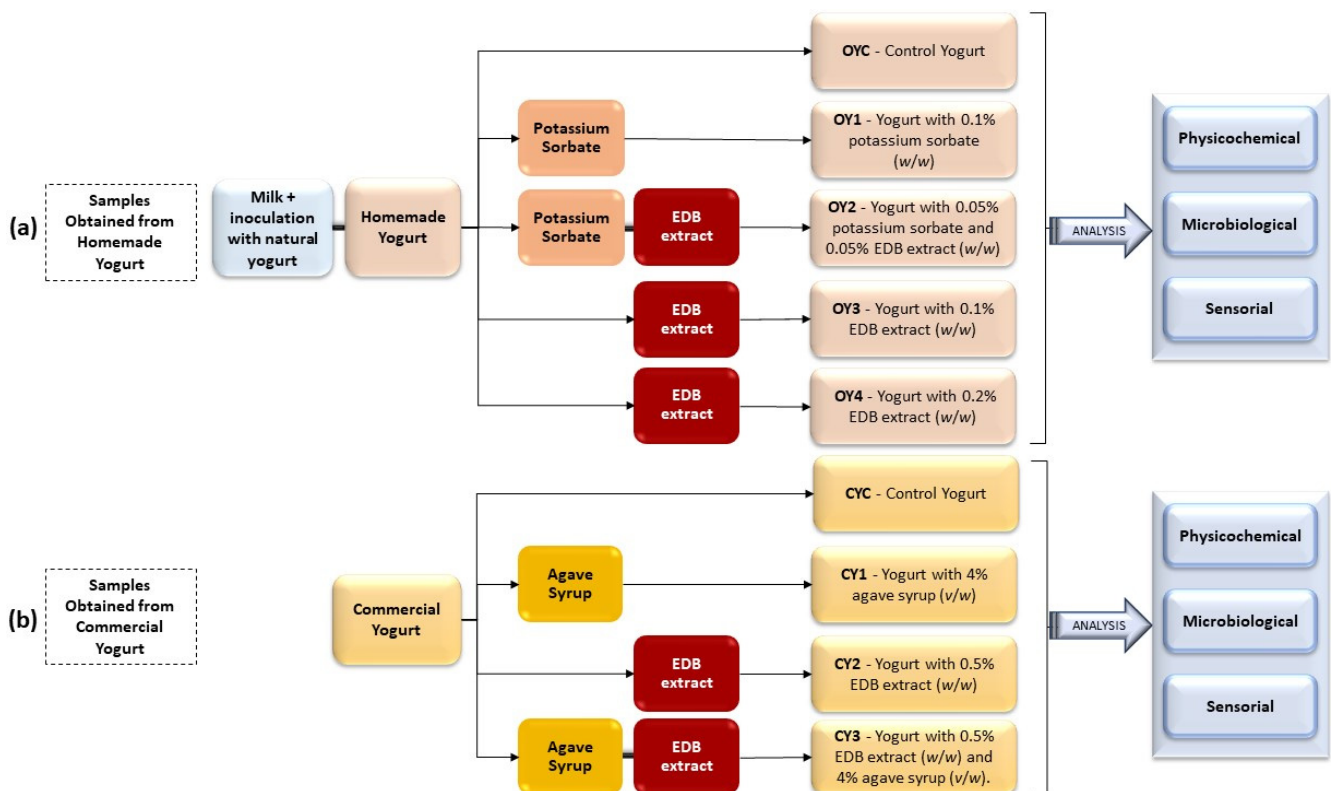 (a)
Samples
Obtained from
Homemade
Yogurt
Milk +
inoculation
with natural
yogurt
Homemade
Yogurt
OYC - Control Yogurt
Potassium
Sorbate
OY1 - Yogurt with 0.1%
potassium sorbate
(w/w)
Potassium
Sorbate
EDB
extract
OY2 - Yogurt with 0.05%
potassium sorbate and
0.05% EDB extract (w/w)
EDB
extract
OY3 - Yogurt with 0.1%
EDB extract (w/w)
EDB
extract
OY4 - Yogurt with 0.2%
EDB extract (w/w)
ANALYSIS
Physicochemical
Microbiological
Sensorial
(b)
Samples
Obtained from
Commercial
Yogurt
Commercial
Yogurt
CYC - Control Yogurt
Agave
Syrup
CY1 - Yogurt with 4%
agave syrup (v/w)
EDB
extract
CY2 - Yogurt with 0.5%
EDB extract (w/w)
Agave
Syrup
EDB
extract
CY3 - Yogurt with 0.5%
EDB extract (w/w) and
4% agave syrup (v/w).
ANALYSIS
Physicochemical
Microbiological
Sensorial